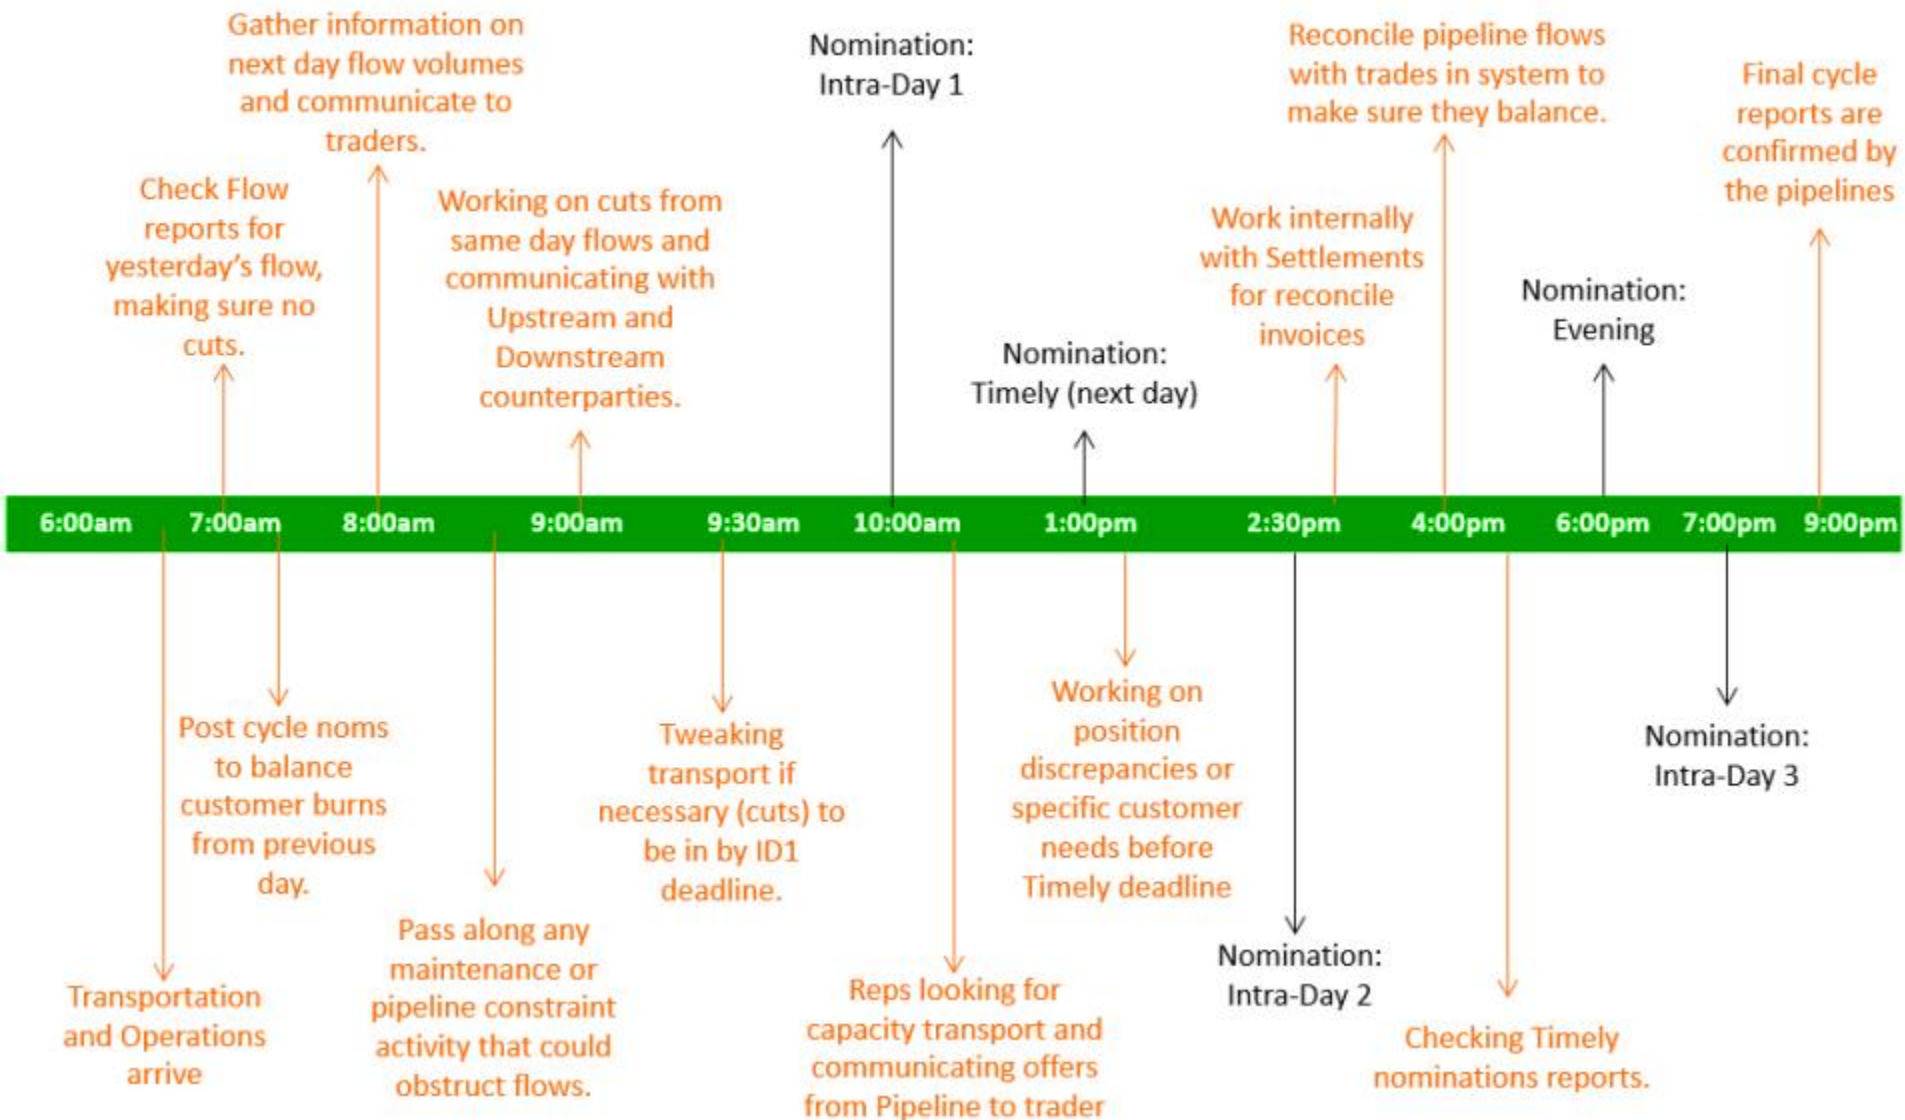 Gather information on
next day flow volumes
and communicate to
traders.
Check Flow
reports for
yesterday's flow,
making sure no
cuts.
Working on cuts from
same day flows and
communicating with
Upstream and
Downstream
counterparties.
Nomination:
Intra-Day 1
Nomination:
Timely (next day)
Reconcile pipeline flows
with trades in system to
make sure they balance.
Work internally
with Settlements
for reconcile
invoices
Nomination:
Evening
Final cycle
reports are
confirmed by
the pipelines
6:00am 7:00am 8:00am 9:00am 9:30am 10:00am 1:00pm 2:30pm 4:00pm 6:00pm 7:00pm 9:00pm
Transportation
and Operations
arrive
Post cycle noms
to balance
customer burns
from previous
day.
Pass along any
maintenance or
pipeline constraint
activity that could
obstruct flows.
Tweaking
transport if
necessary (cuts) to
be in by ID1
deadline.
Reps looking for
capacity transport and
communicating offers
from Pipeline to trader
Working on
position
discrepancies or
specific customer
needs before
Timely deadline
Nomination:
Intra-Day 2
Checking Timely
nominations reports.
Nomination:
Intra-Day 3